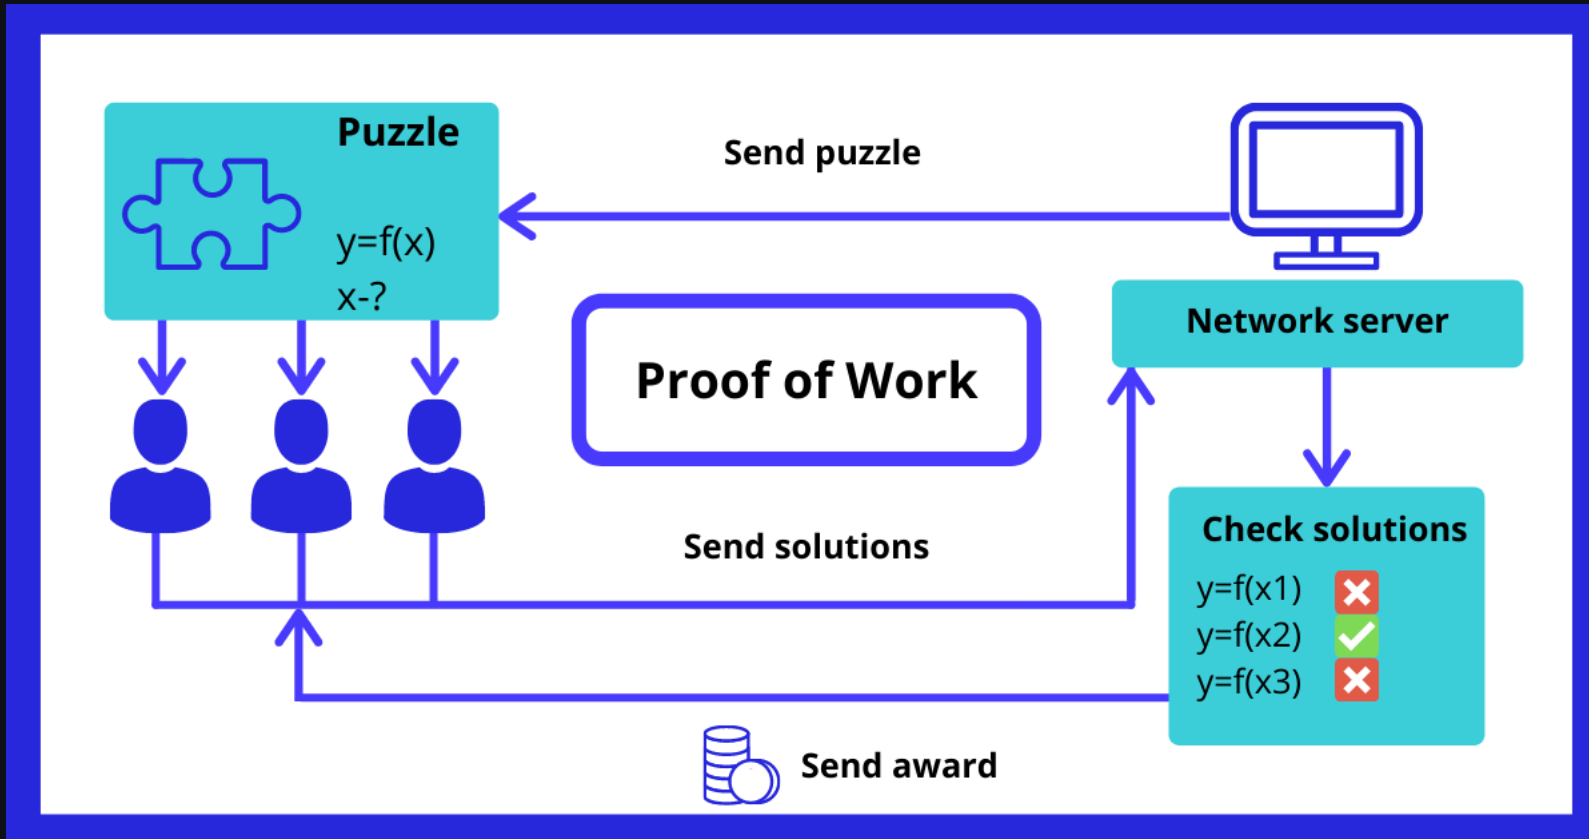 Puzzle
y=f(x)
x-?
Send puzzle
Network server
Proof of Work
Send solutions
Check solutions
y=f(x1)
y=f(x2)
y=f(x3)
Send award